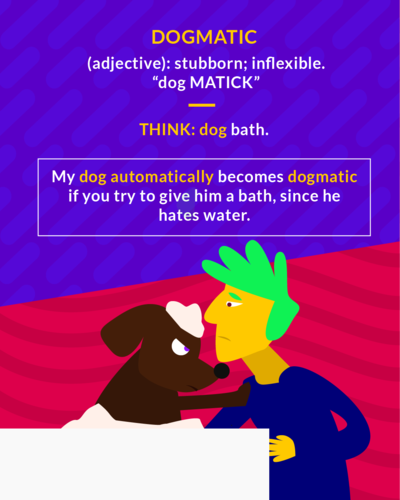 DOGMATIC
(adjective): stubborn; inflexible.
“dog MATICK”
THINK: dog bath.
My dog automatically becomes dogmatic
if you try to give him a bath, since he
hates water.